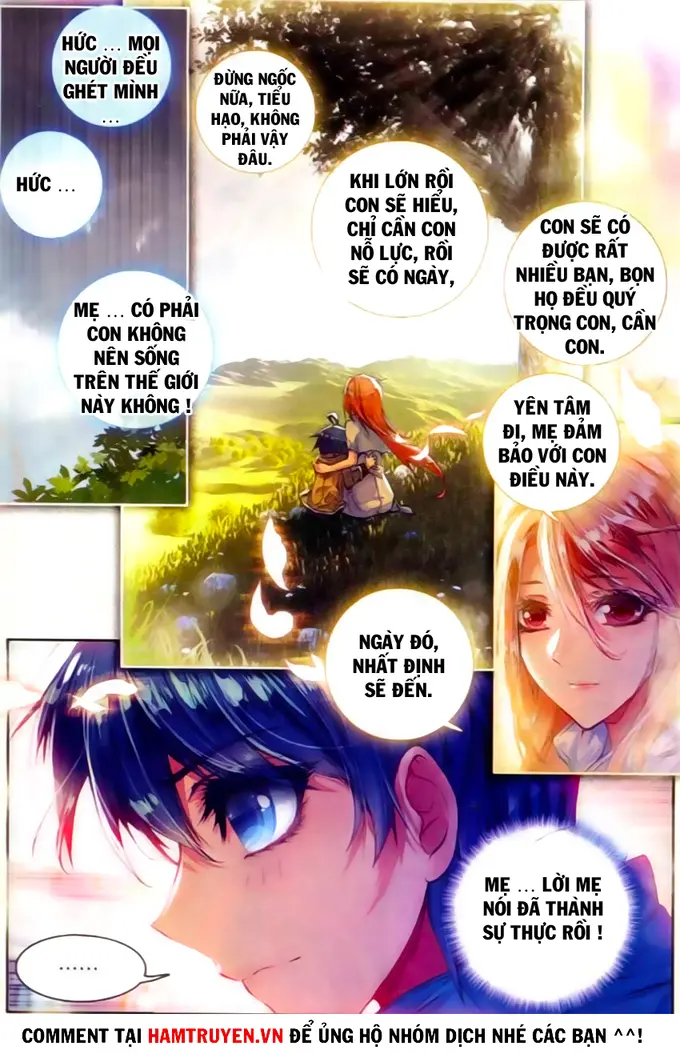 HỨC ... MỌI
NGƯỜI ĐỀU
GHÉT MÌNH
...
HỨC ...
ĐỪNG NGỐC
NỮA, TIỂU
HẠO, KHÔNG
PHẢI VẬY
ĐÂU.
KHI LỚN RỒI
CON SẼ HIỂU,
CHỈ CẦN CON
NỖ LỰC, RỒI
SẼ CÓ NGÀY,
CON SẼ CÓ
ĐƯỢC RẤT
NHIỀU BẠN, BỌN
HỌ ĐỀU QUÝ
TRỌNG CON, CẦN
CON.
MẸ ... CÓ PHẢI
CON KHÔNG
NÊN SỐNG
TRÊN THẾ GIỚI
NÀY KHÔNG !
YÊN TÂM
ĐI, MẸ ĐẢM
BẢO VỚI CON
ĐIỀU NÀY.
NGÀY ĐÓ,
NHẤT ĐỊNH
SẼ ĐẾN.
MẸ ... LỜI MẸ
NÓI ĐÃ THÀNH
SỰ THỰC RỒI !
......
COMMENT TẠI HAMTRUYEN.VN ĐỂ ỦNG HỘ NHÓM DỊCH NHÉ CÁC BẠN ^^!